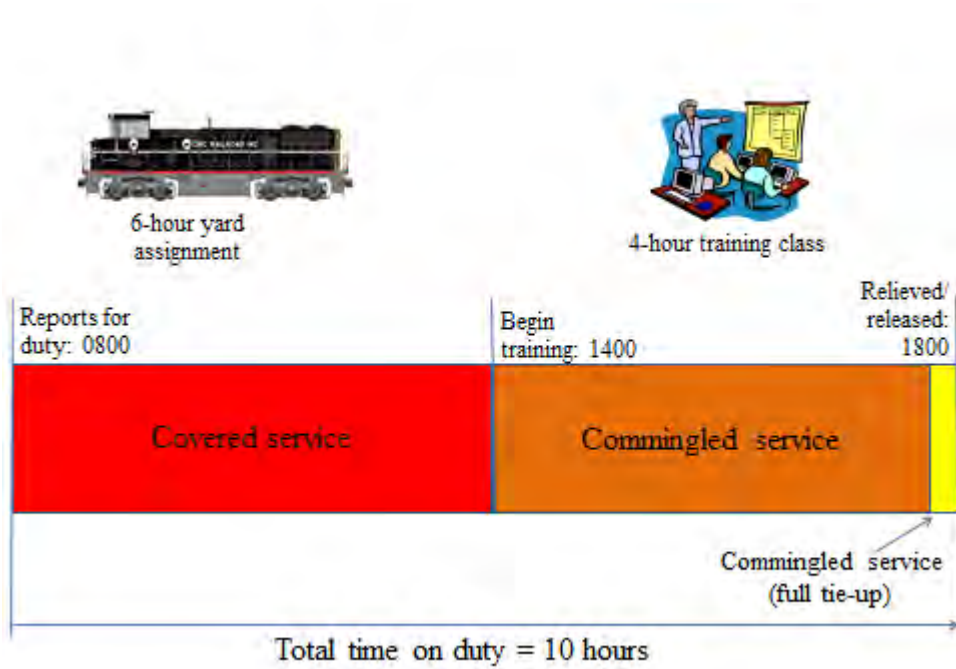 6-hour yard
assignment
4-hour training class
Reports for
duty: 0800
Begin
training: 1400
Relieved/
released:
1800
Covered service
Commingled service
Commingled service
(full tie-up)
Total time on duty = 10 hours